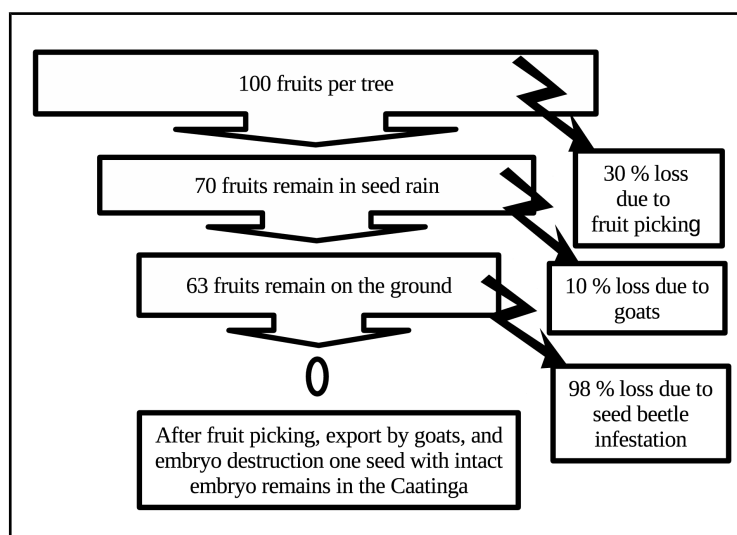 100 fruits per tree
30 % loss
due to
fruit picking
70 fruits remain in seed rain
10 % loss due to
goats
63 fruits remain on the ground
98 % loss due to
seed beetle
infestation
After fruit picking, export by goats, and
embryo destruction one seed with intact
embryo remains in the Caatinga